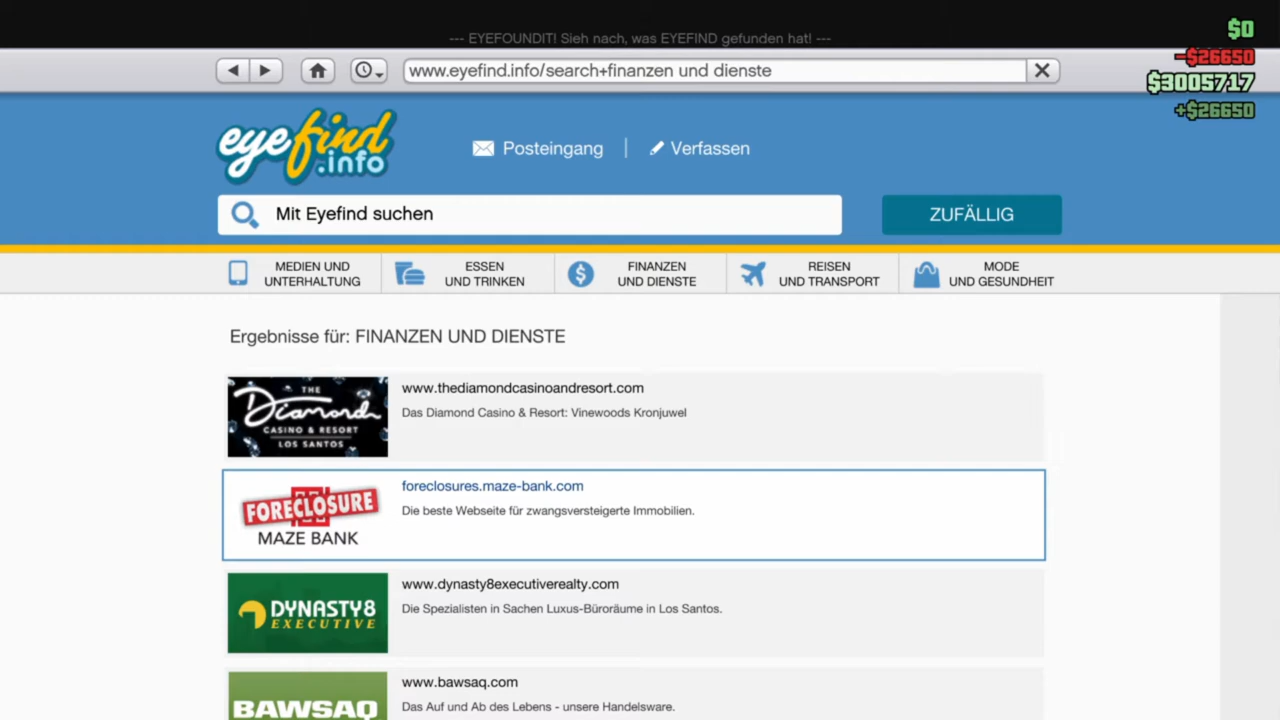 --- EYEFOUNDIT! Sieh nach, was EYEFIND gefunden hat! ---
$0
-$26650
www.eyefind.info/search+finanzen und dienste
$3005717
+$26650
eyefind
.info
Posteingang
Verfassen
Mit Eyefind suchen
ZUFÄLLIG
MEDIEN UND
UNTERHALTUNG
ESSEN
UND TRINKEN
FINANZEN
UND DIENSTE
REISEN
UND TRANSPORT
MODE
UND GESUNDHEIT
Ergebnisse für: FINANZEN UND DIENSTE
THE
Diamond
CASINO & RESORT
LOS SANTOS
www.thediamondcasinoandresort.com
Das Diamond Casino & Resort: Vinewoods Kronjuwel
FORECLOSURE
MAZE BANK
foreclosures.maze-bank.com
Die beste Webseite für zwangsversteigerte Immobilien.
DYNASTY8
EXECUTIVE
www.dynasty8executiverealty.com
Die Spezialisten in Sachen Luxus-Büroräume in Los Santos.
BAWSAQ
www.bawsaq.com
Das Auf und Ab des Lebens - unsere Handelsware.